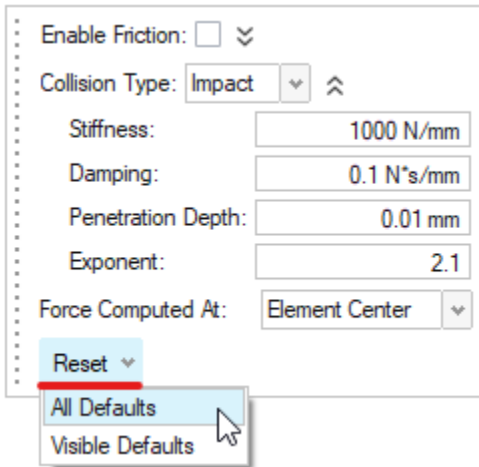 Enable Friction:
Collision Type: Impact
Stiffness: 1000 N/mm
Damping: 0.1 N*s/mm
Penetration Depth: 0.01 mm
Exponent: 2.1
Force Computed At: Element Center
Reset
All Defaults
Visible Defaults